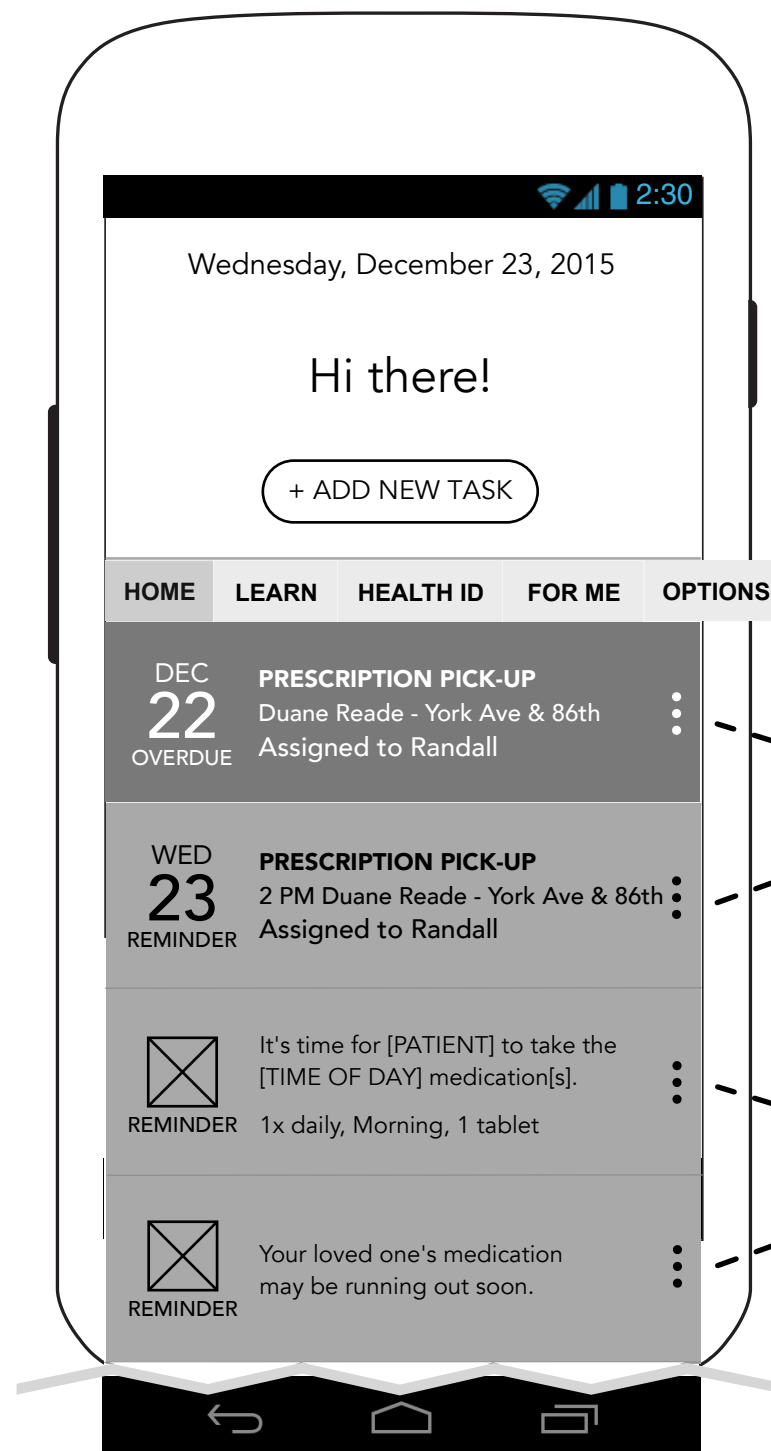 2:30
Wednesday, December 23, 2015
Hi there!
+ ADD NEW TASK
HOME LEARN HEALTH ID FOR ME OPTIONS
DEC
22
OVERDUE
PRESCRIPTION PICK-UP
Duane Reade - York Ave & 86th
Assigned to Randall
WED
23
REMINDER
PRESCRIPTION PICK-UP
2 PM Duane Reade - York Ave & 86th
Assigned to Randall
REMINDER
It's time for [PATIENT] to take the
[TIME OF DAY] medication[s].
1x daily, Morning, 1 tablet
REMINDER
Your loved one's medication
may be running out soon.